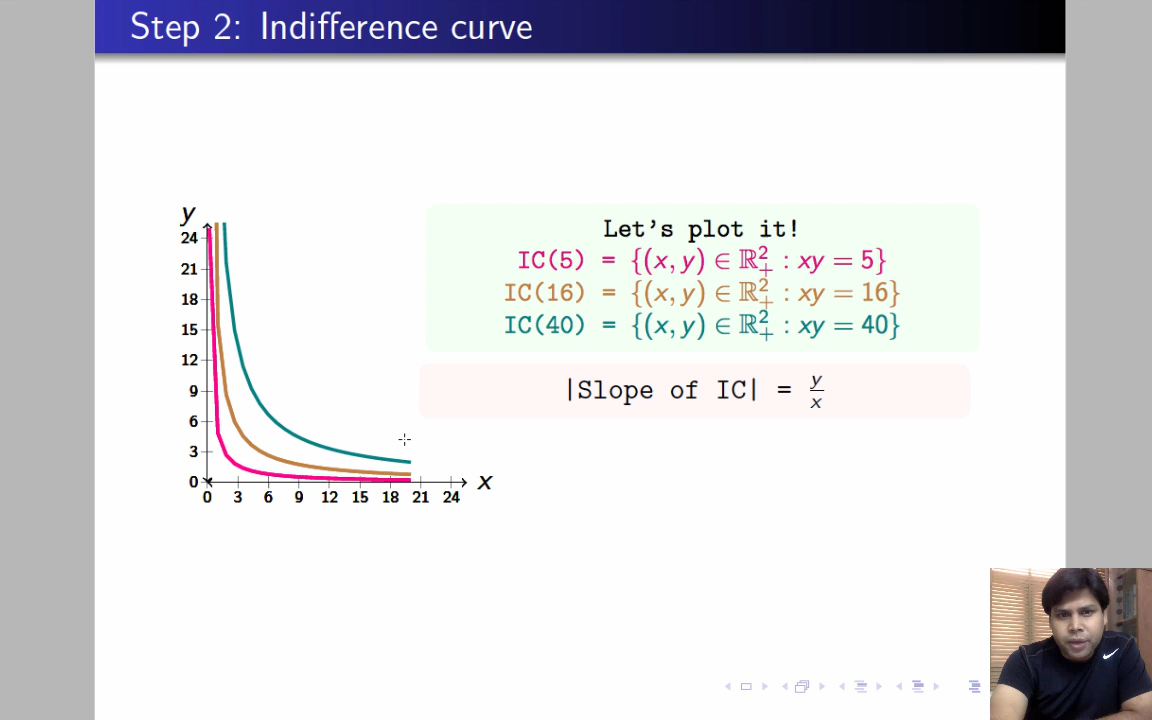 Step 2: Indifference curve
y
24
21
18
15
12
9
6
3
0
0 3 6 9 12 15 18 21 24
x
Let's plot it!
IC(5) = {(x, y) ∈ ℝ²₊ : xy = 5}
IC(16) = {(x, y) ∈ ℝ²₊ : xy = 16}
IC(40) = {(x, y) ∈ ℝ²₊ : xy = 40}
|Slope of IC| = y/x